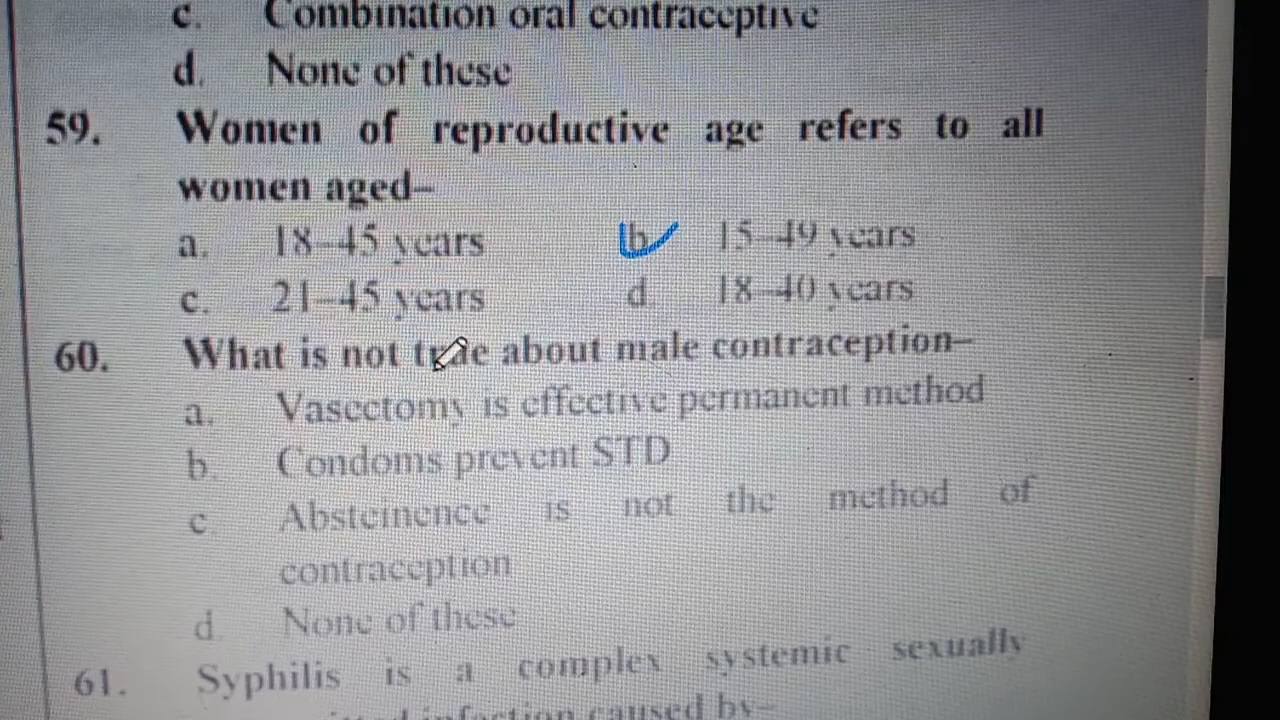 c. Combination oral contraceptive
d. None of these
59. Women of reproductive age refers to all
women aged–
a. 18–45 years b. 15–49 years
c. 21–45 years d 18–40 years
60. What is not true about male contraception–
a. Vasectomy is effective permanent method
b. Condoms prevent STD
c. Absteinence is not the method of
contraception
d None of these
61. Syphilis is a complex systemic sexually
infection caused by–